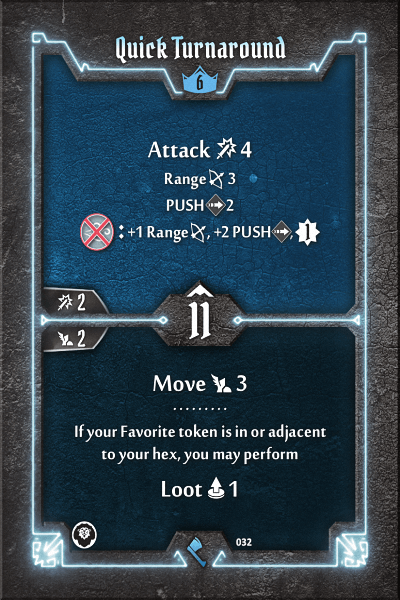 Quick Turnaround
6
Attack 4
Range 3
PUSH 2
: +1 Range, +2 PUSH, 1
2
11
2
Move 3
If your Favorite token is in or adjacent
to your hex, you may perform
Loot 1
032